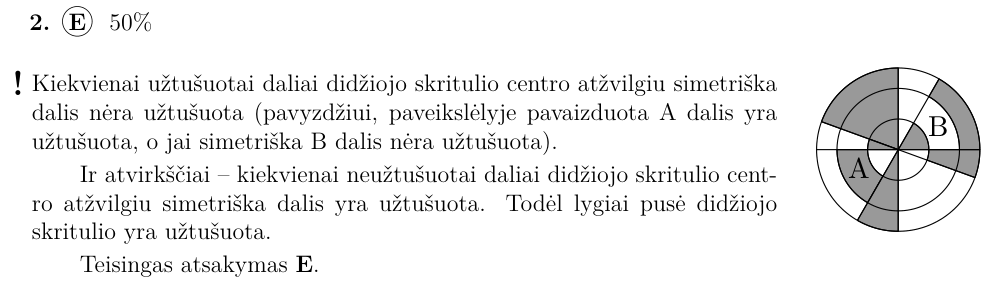 2. E 50%
! Kiekvienai užtušuotai daliai didžiojo skritulio centro atžvilgiu simetriška
dalis nėra užtušuota (pavyzdžiui, paveikslėlyje pavaizduota A dalis yra
užtušuota, o jai simetriška B dalis nėra užtušuota).
Ir atvirkščiai – kiekvienai neužtušuotai daliai didžiojo skritulio cent-
ro atžvilgiu simetriška dalis yra užtušuota. Todėl lygiai pusė didžiojo
skritulio yra užtušuota.
Teisingas atsakymas E.
B
A